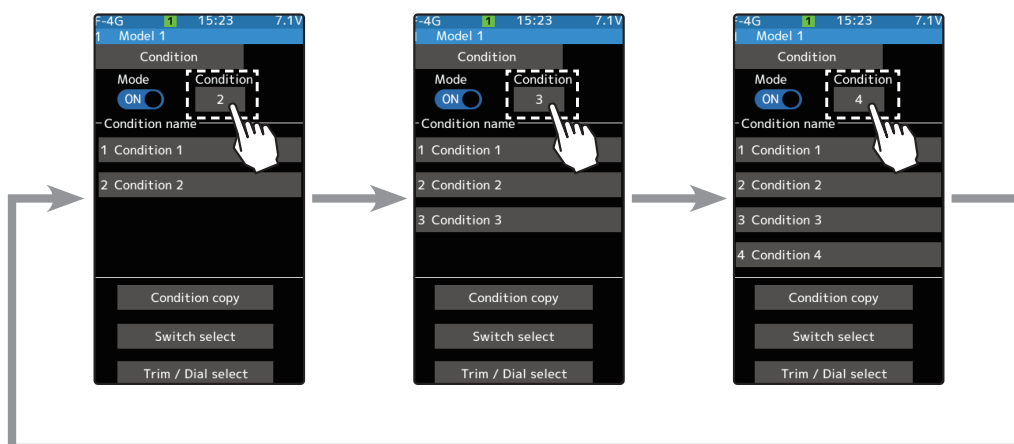 F-4G 1 15:23 7.1V
1 Model 1
Condition
Mode Condition
ON 2
Condition name
1 Condition 1
2 Condition 2
Condition copy
Switch select
Trim / Dial select
F-4G 1 15:23 7.1V
Model 1
Condition
Mode Condition
ON 3
Condition name
1 Condition 1
2 Condition 2
3 Condition 3
Condition copy
Switch select
Trim / Dial select
F-4G 1 15:23 7.1V
Model 1
Condition
Mode Condition
ON 4
Condition name
1 Condition 1
2 Condition 2
3 Condition 3
4 Condition 4
Condition copy
Switch select
Trim / Dial select